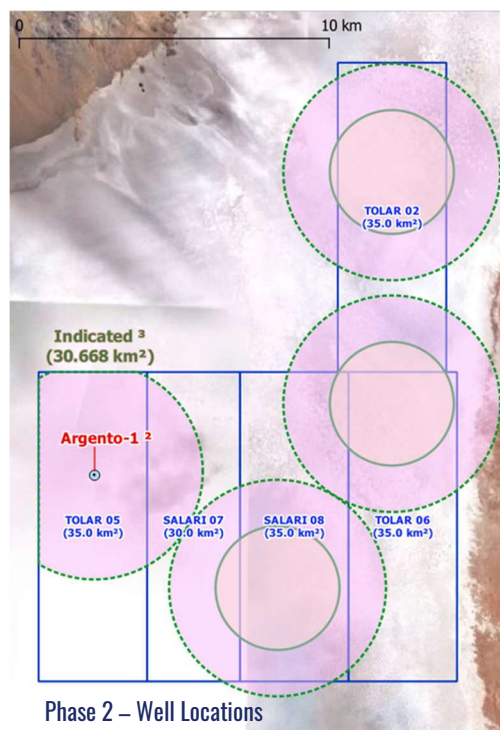 0 10 km
TOLAR 02
(35.0 km²)
Indicated ³
(30.668 km²)
Argento-1 ²
TOLAR 05
(35.0 km²)
SALARI 07
(30.0 km²)
SALARI 08
(35.0 km²)
TOLAR 06
(35.0 km²)
Phase 2 – Well Locations